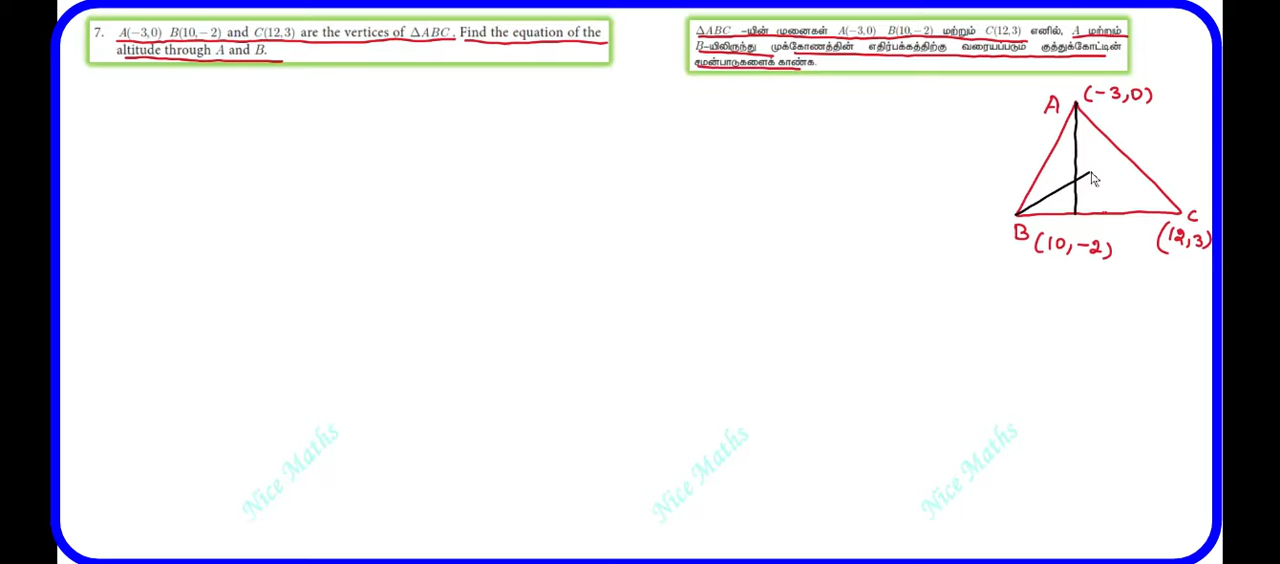 7. A(−3,0) B(10,−2) and C(12,3) are the vertices of ΔABC. Find the equation of the
altitude through A and B.
ΔABC –யின் முனைகள் A(−3,0) B(10,−2) மற்றும் C(12,3) எனில், A மற்றும்
B–யிலிருந்து முக்கோணத்தின் எதிர்பக்கத்திற்கு வரையப்படும் குத்துக்கோட்டின்
சமன்பாடுகளைக் காண்க.
A (−3,0)
B (10,−2)
C (12,3)
Nice Maths
Nice Maths
Nice Maths